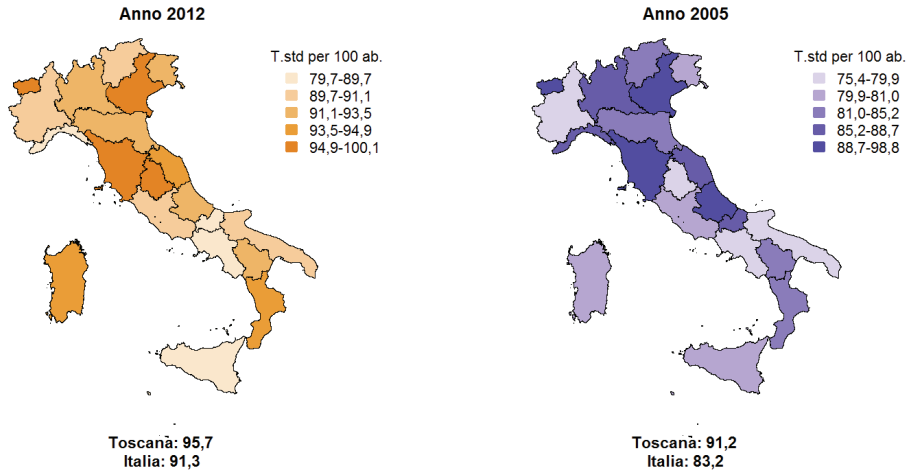 Anno 2012
T.std per 100 ab.
79,7-89,7
89,7-91,1
91,1-93,5
93,5-94,9
94,9-100,1
Toscana: 95,7
Italia: 91,3
Anno 2005
T.std per 100 ab.
75,4-79,9
79,9-81,0
81,0-85,2
85,2-88,7
88,7-98,8
Toscana: 91,2
Italia: 83,2